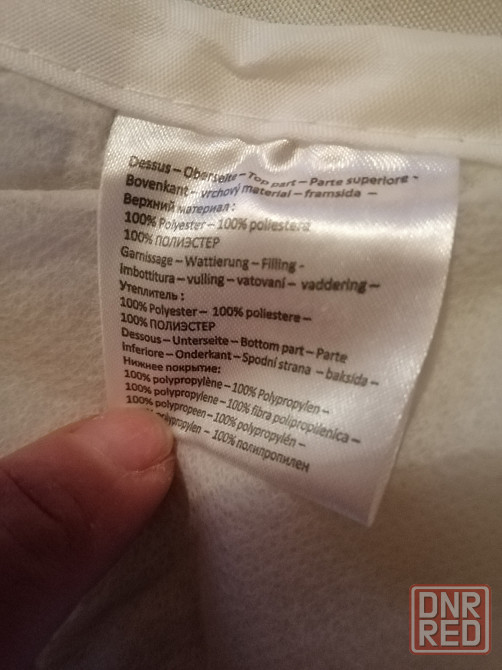 Dessus – Oberseite – Top part – Parte superiore -
Bovenkant – vrchový material – framsida –
Верхний материал :
100% Polyester – 100% poliestere
100% ПОЛИЭСТЕР
Garnissage – Wattierung – Filling -
imbottitura – vulling – vatovaní – vaddering –
Утеплитель :
100% Polyester – 100% poliestere –
100% ПОЛИЭСТЕР
Dessous – Unterseite – Bottom part – Parte
inferiore – Onderkant – Spodní strana – baksida –
Нижнее покрытие:
100% polypropylène – 100% Polypropylen –
100% polypropylene – 100% fibra polipropilenica –
100% polypropeen – 100% polypropylén –
polypropylen – 100% полипропилен
DNR
RED